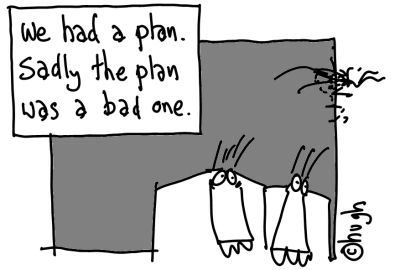 We had a plan.
Sadly the plan
was a bad one.
©hugh